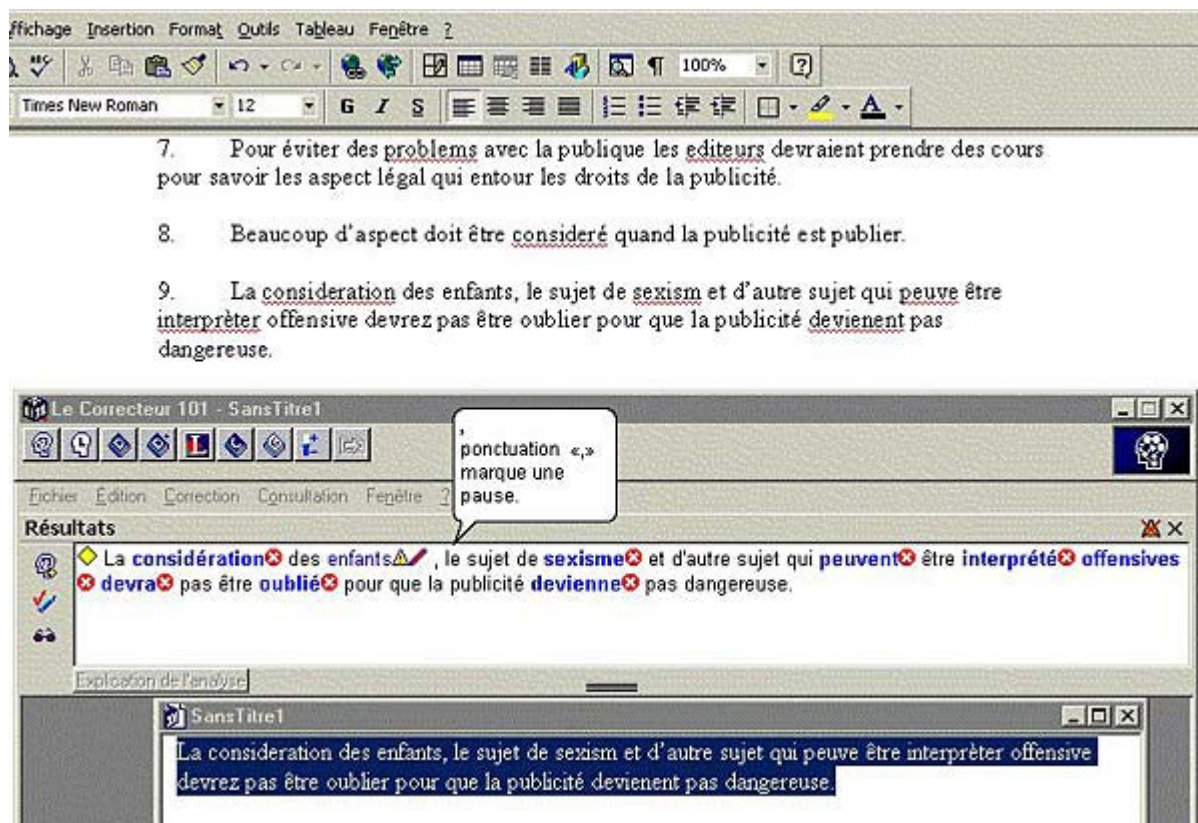 ffichage Insertion Format Outils Tableau Fenêtre ?
100%
Times New Roman 12 G I S A
7. Pour éviter des problems avec la publique les editeurs devraient prendre des cours
pour savoir les aspect légal qui entour les droits de la publicité.
8. Beaucoup d'aspect doit être consideré quand la publicité est publier.
9. La consideration des enfants, le sujet de sexism et d'autre sujet qui peuve être
interprèter offensive devrez pas être oublier pour que la publicité devienent pas
dangereuse.
Le Correcteur 101 - SansTitre1
,
ponctuation «,»
marque une
pause.
Fichier Édition Correction Consultation Fenêtre ?
Résultats
La considération des enfants , le sujet de sexisme et d'autre sujet qui peuvent être interprété offensives
devra pas être oublié pour que la publicité devienne pas dangereuse.
Explication de l'analyse
SansTitre1
La consideration des enfants, le sujet de sexism et d'autre sujet qui peuve être interprèter offensive
devrez pas être oublier pour que la publicité devienent pas dangereuse.